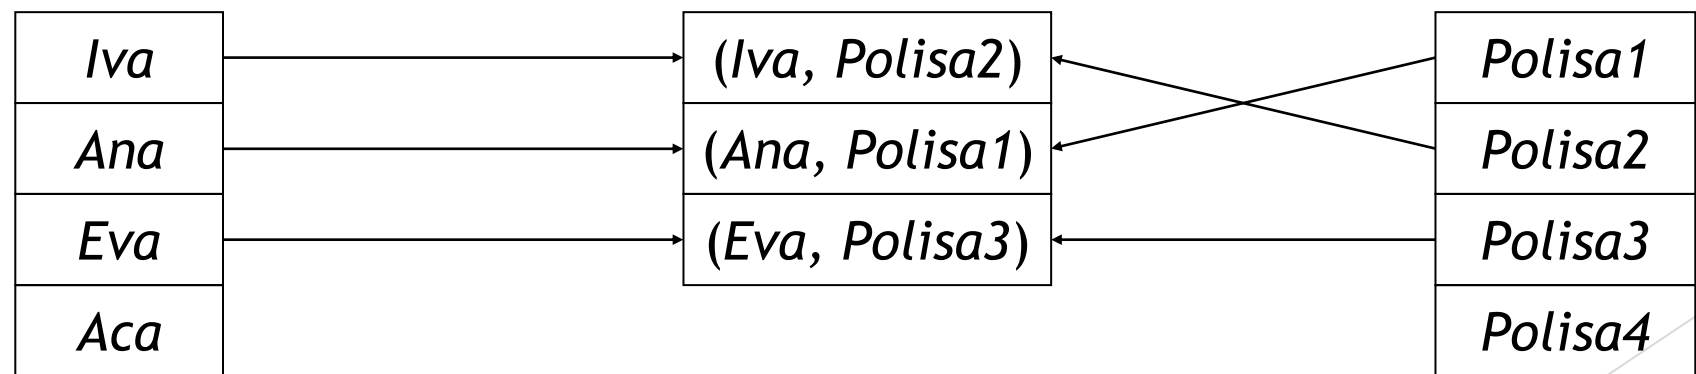 Iva (Iva, Polisa2) Polisa1
Ana (Ana, Polisa1) Polisa2
Eva (Eva, Polisa3) Polisa3
Aca Polisa4